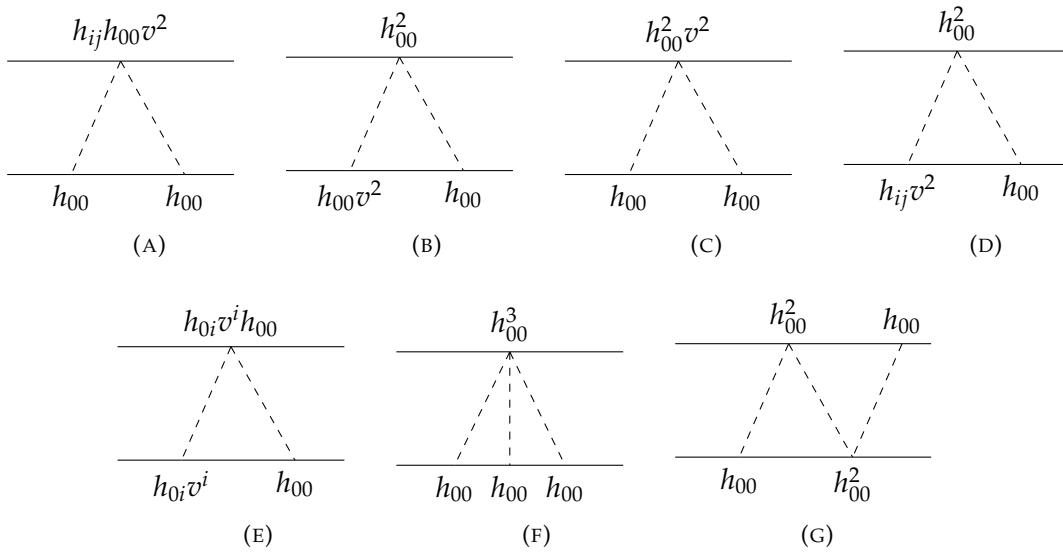 h_{ij}h_{00}v^2
h_{00}^2
h_{00}^2v^2
h_{00}^2
h_{00} h_{00}
h_{00}v^2 h_{00}
h_{00} h_{00}
h_{ij}v^2 h_{00}
(A)
(B)
(C)
(D)
h_{0i}v^ih_{00}
h_{00}^3
h_{00}^2 h_{00}
h_{0i}v^i h_{00}
h_{00} h_{00} h_{00}
h_{00} h_{00}^2
(E)
(F)
(G)